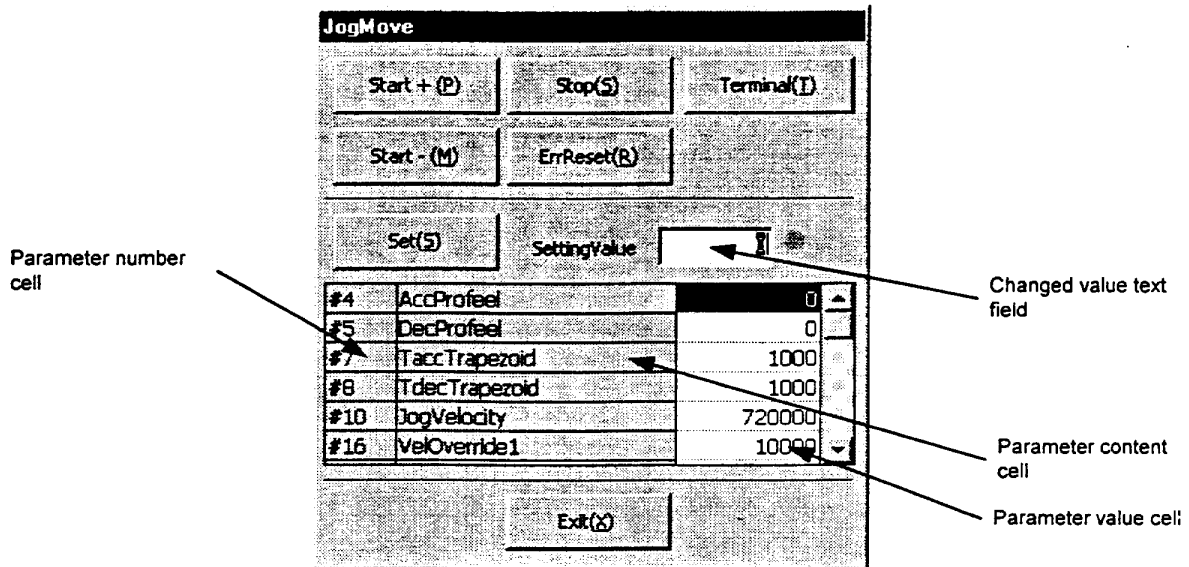 JogMove
Start + (P) Stop(S) Terminal(T)
Start - (M) ErrReset(R)
Set(S) SettingValue 0
Parameter number
cell
Changed value text
field
#4 AccProfeel 0
#5 DecProfeel 0
#7 TaccTrapezoid 1000
#8 TdecTrapezoid 1000
#10 JogVelocity 720000
#16 VelOverride1 10000
Parameter content
cell
Parameter value cell
Exit(X)